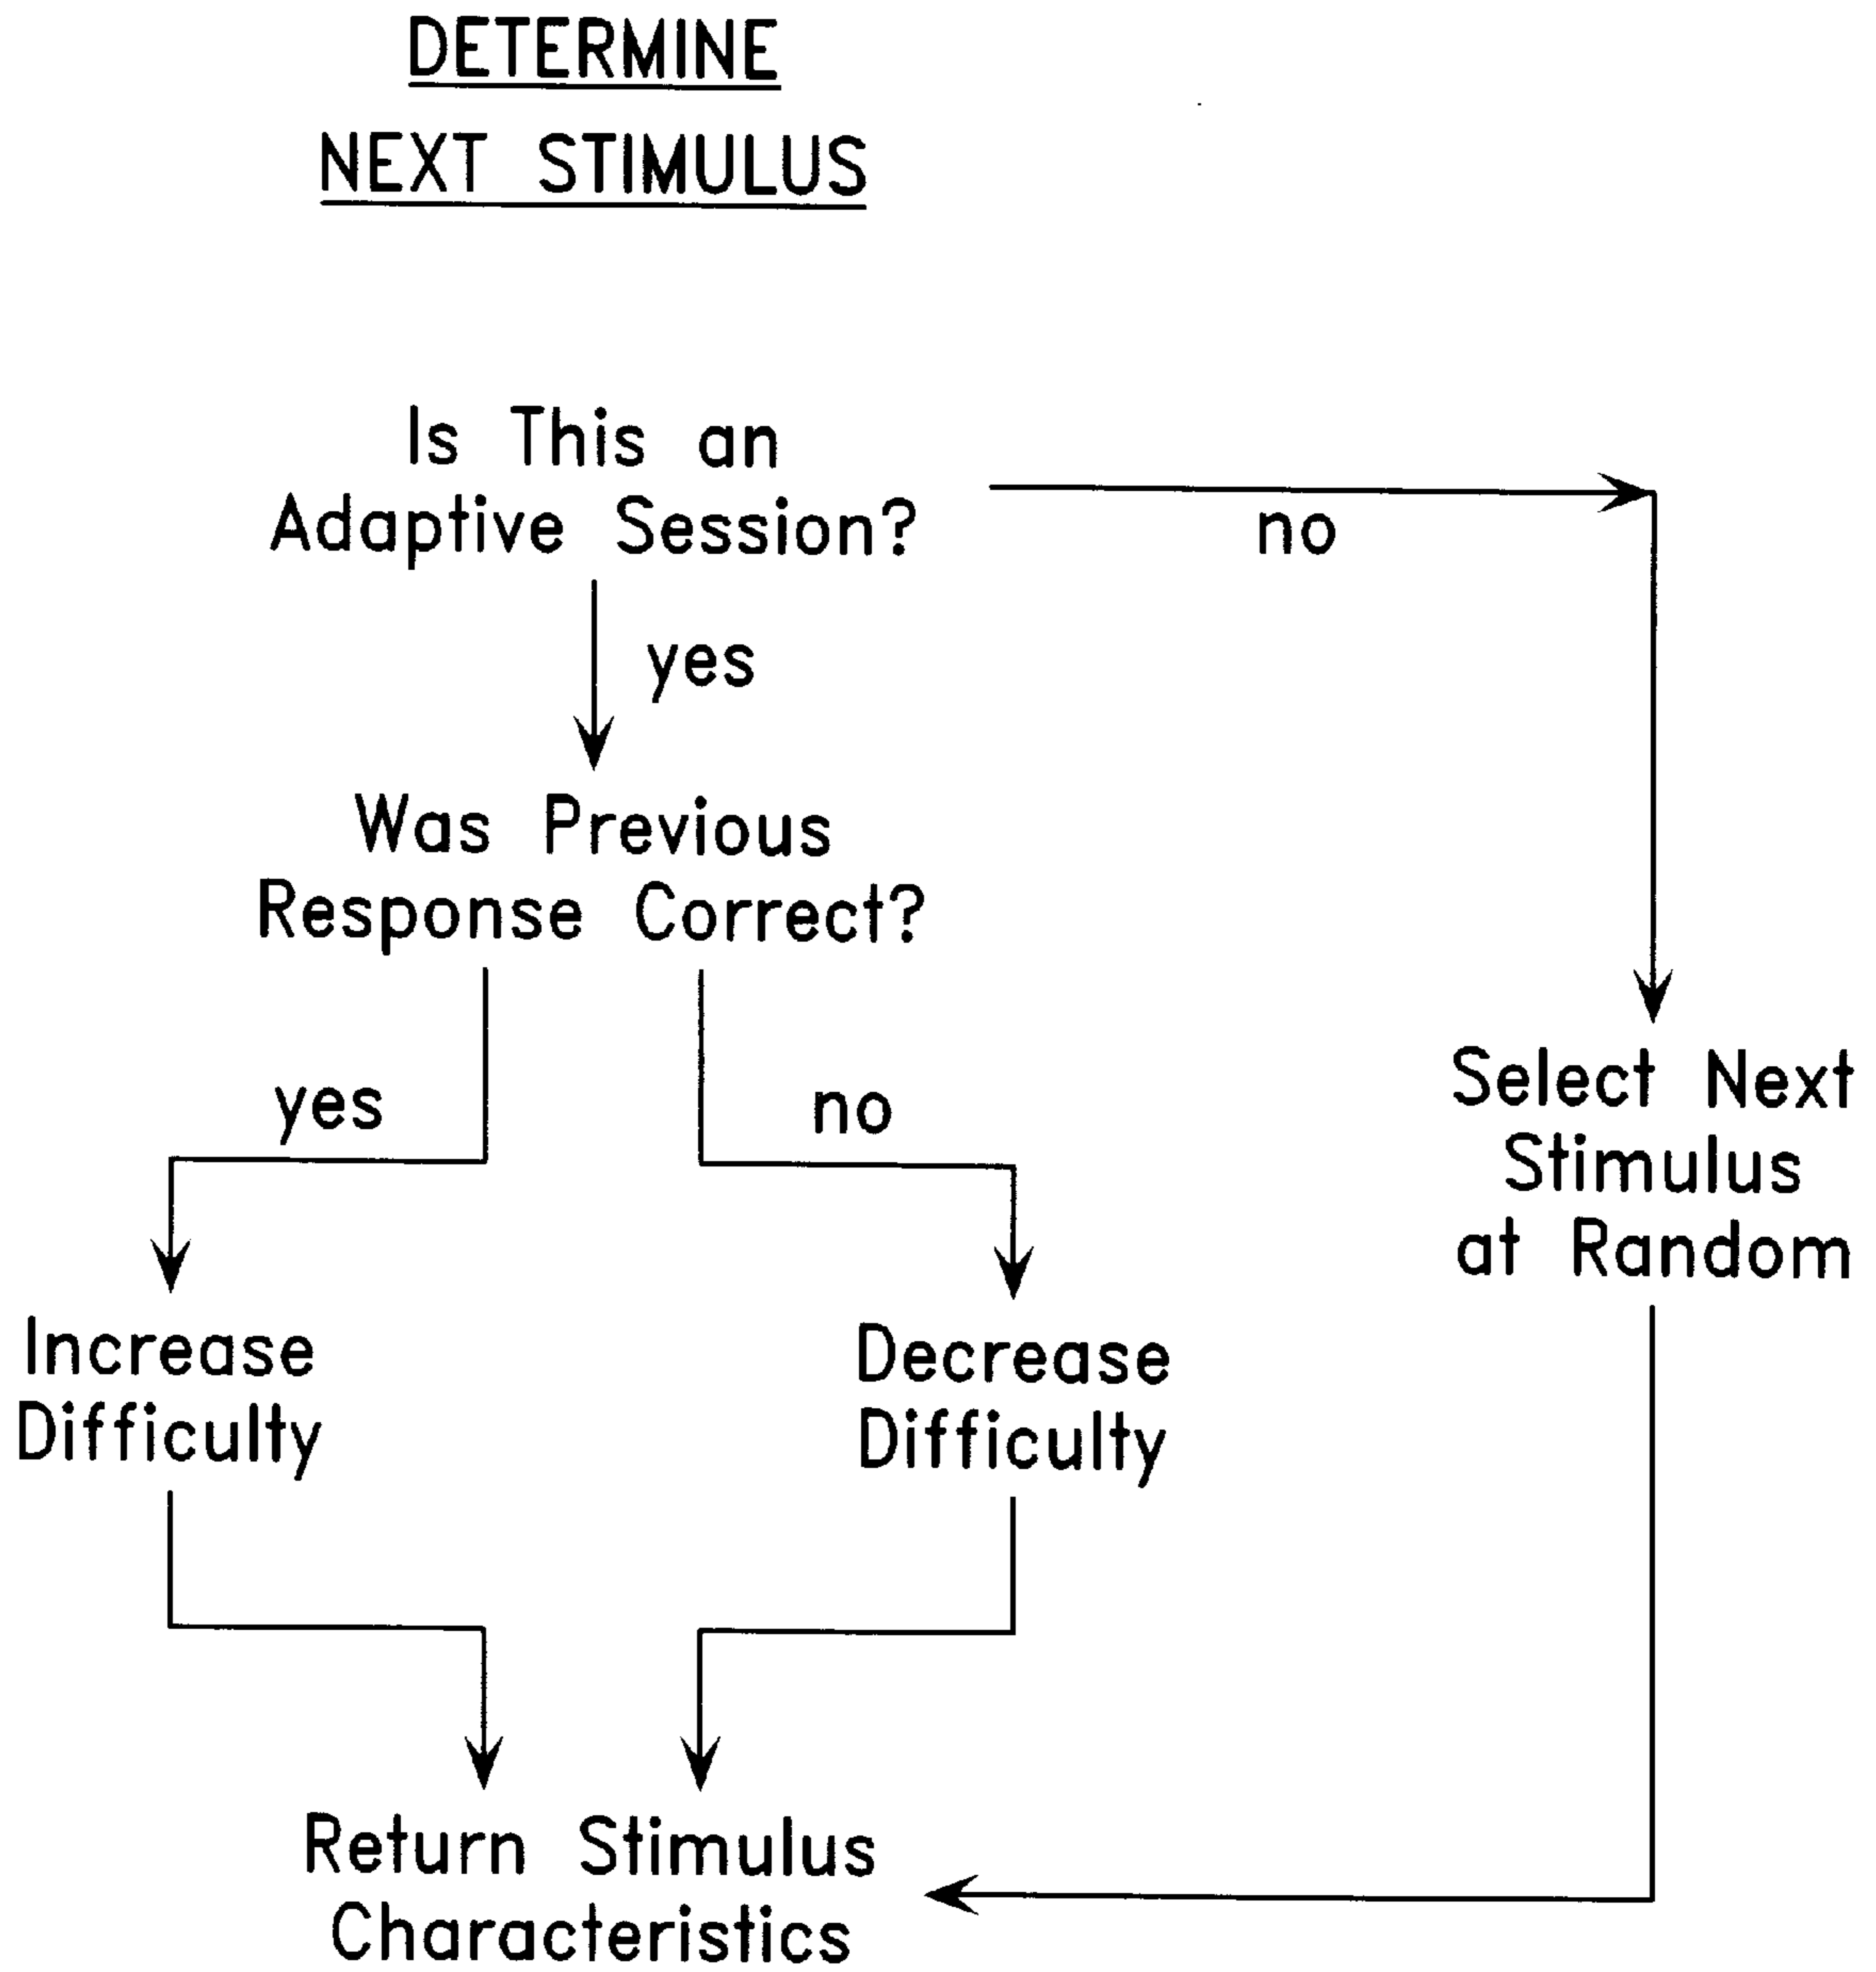 DETERMINE
NEXT STIMULUS
Is This an
Adaptive Session?
no
yes
Was Previous
Response Correct?
yes
no
Select Next
Stimulus
at Random
Increase
Difficulty
Decrease
Difficulty
Return Stimulus
Characteristics